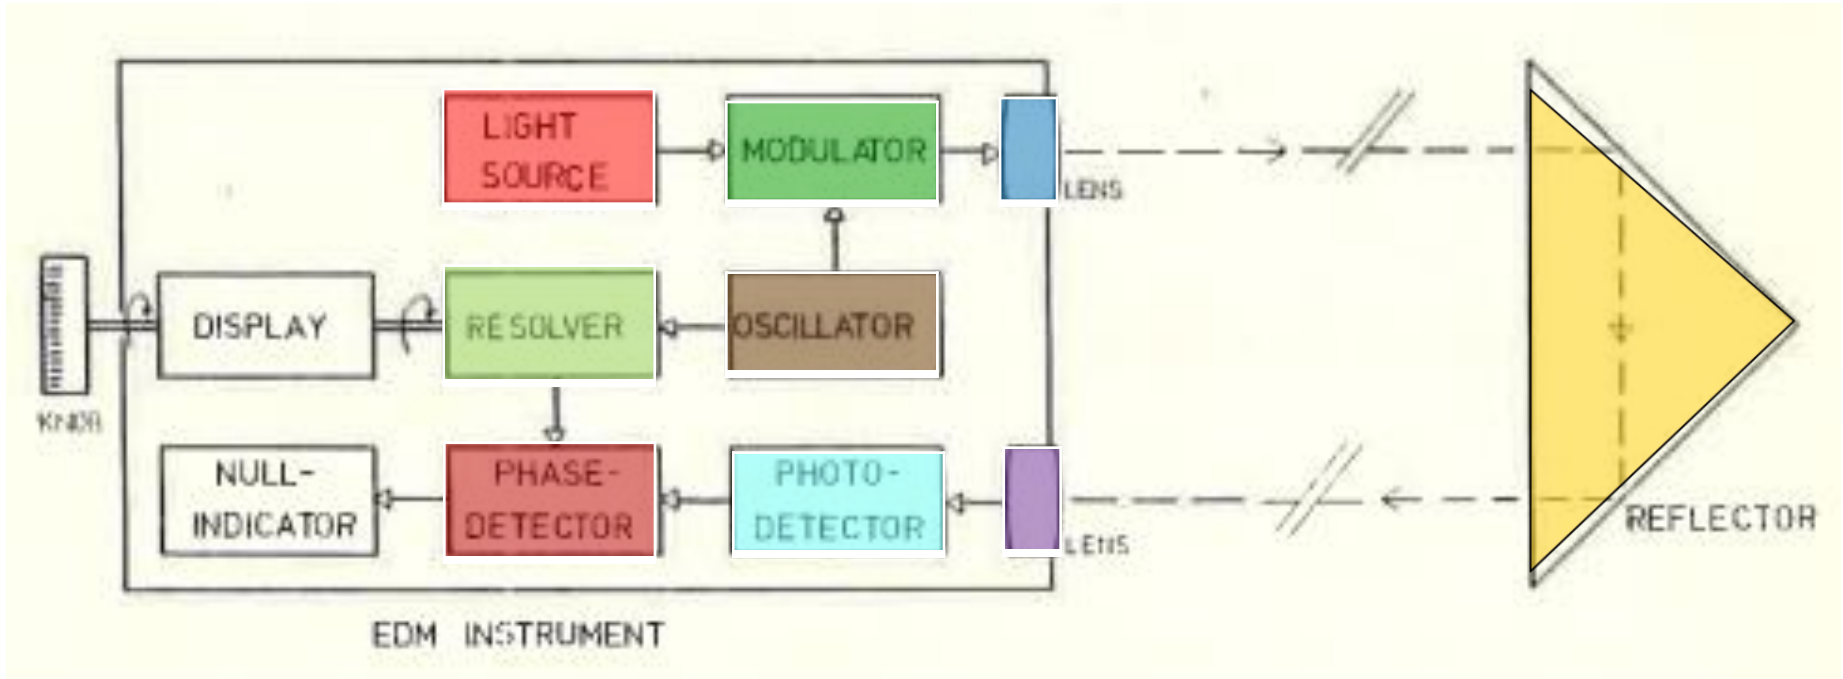 LIGHT
SOURCE
MODULATOR
LENS
DISPLAY
RESOLVER
OSCILLATOR
KNOB
NULL-
INDICATOR
PHASE-
DETECTOR
PHOTO-
DETECTOR
LENS
REFLECTOR
EDM INSTRUMENT